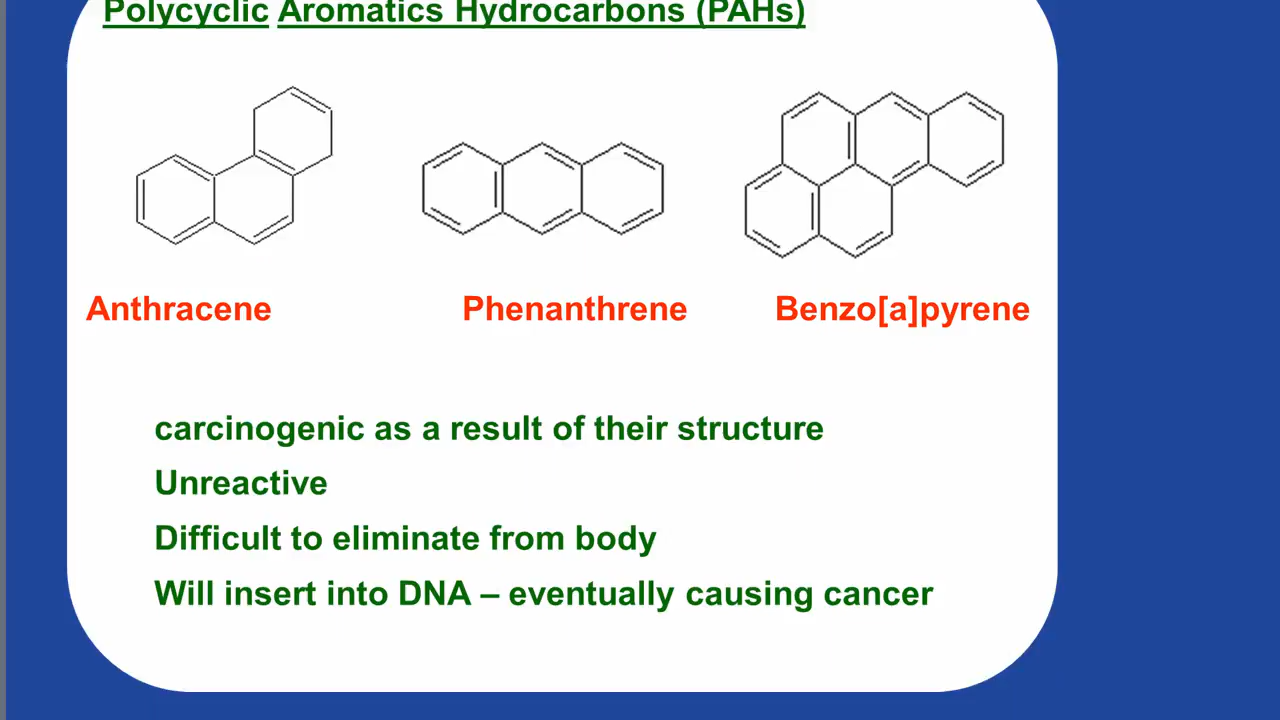 Polycyclic Aromatics Hydrocarbons (PAHs)
Anthracene Phenanthrene Benzo[a]pyrene
carcinogenic as a result of their structure
Unreactive
Difficult to eliminate from body
Will insert into DNA – eventually causing cancer